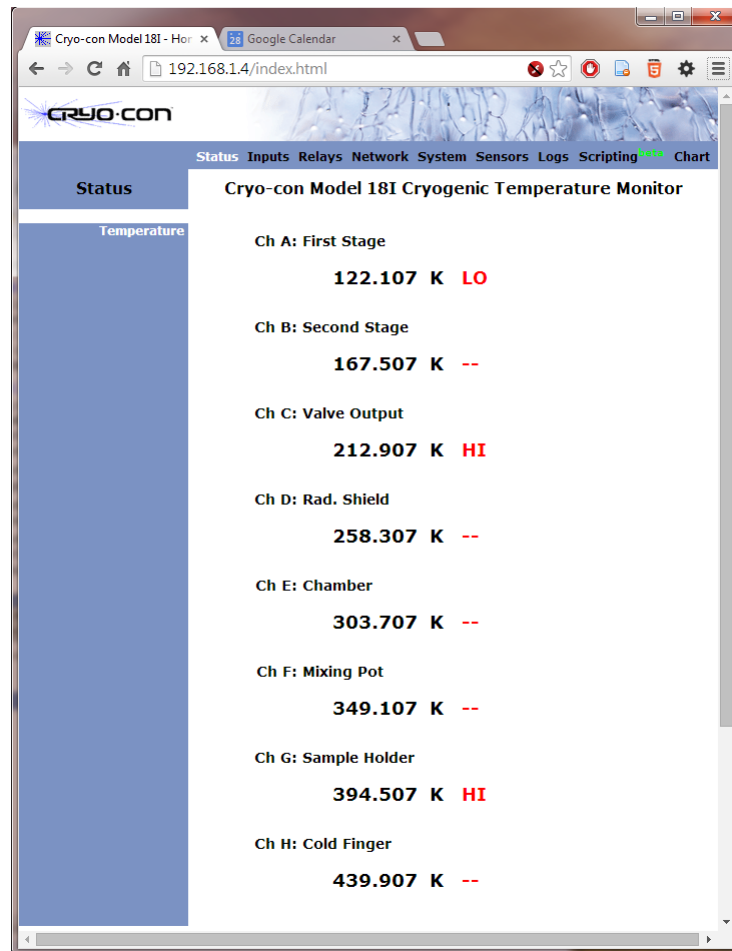 Cryo-con Model 18I - Hor
28 Google Calendar
192.168.1.4/index.html
CRYO·CON
Status Inputs Relays Network System Sensors Logs Scripting beta Chart
Status
Cryo-con Model 18I Cryogenic Temperature Monitor
Temperature
Ch A: First Stage
122.107 K LO
Ch B: Second Stage
167.507 K --
Ch C: Valve Output
212.907 K HI
Ch D: Rad. Shield
258.307 K --
Ch E: Chamber
303.707 K --
Ch F: Mixing Pot
349.107 K --
Ch G: Sample Holder
394.507 K HI
Ch H: Cold Finger
439.907 K --